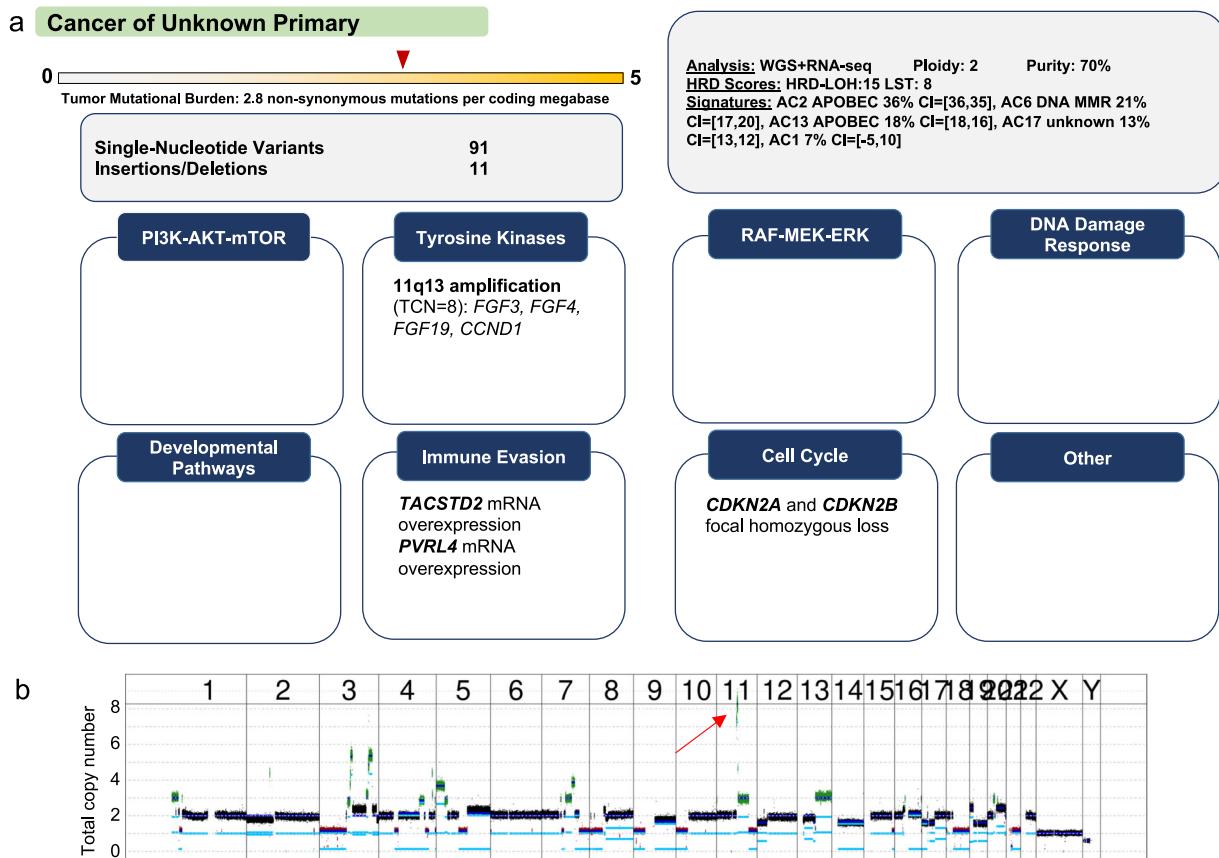 a
Cancer of Unknown Primary
0
5
Tumor Mutational Burden: 2.8 non-synonymous mutations per coding megabase
Single-Nucleotide Variants 91
Insertions/Deletions 11
Analysis: WGS+RNA-seq Ploidy: 2 Purity: 70%
HRD Scores: HRD-LOH:15 LST: 8
Signatures: AC2 APOBEC 36% CI=[36,35], AC6 DNA MMR 21%
CI=[17,20], AC13 APOBEC 18% CI=[18,16], AC17 unknown 13%
CI=[13,12], AC1 7% CI=[-5,10]
PI3K-AKT-mTOR
Tyrosine Kinases
11q13 amplification
(TCN=8): FGF3, FGF4,
FGF19, CCND1
RAF-MEK-ERK
DNA Damage
Response
Developmental
Pathways
Immune Evasion
TACSTD2 mRNA
overexpression
PVRL4 mRNA
overexpression
Cell Cycle
CDKN2A and CDKN2B
focal homozygous loss
Other
b
1 2 3 4 5 6 7 8 9 10 11 12 13 14 15 16 17 18 19 20 21 22 X Y
Total copy number
8
6
4
2
0